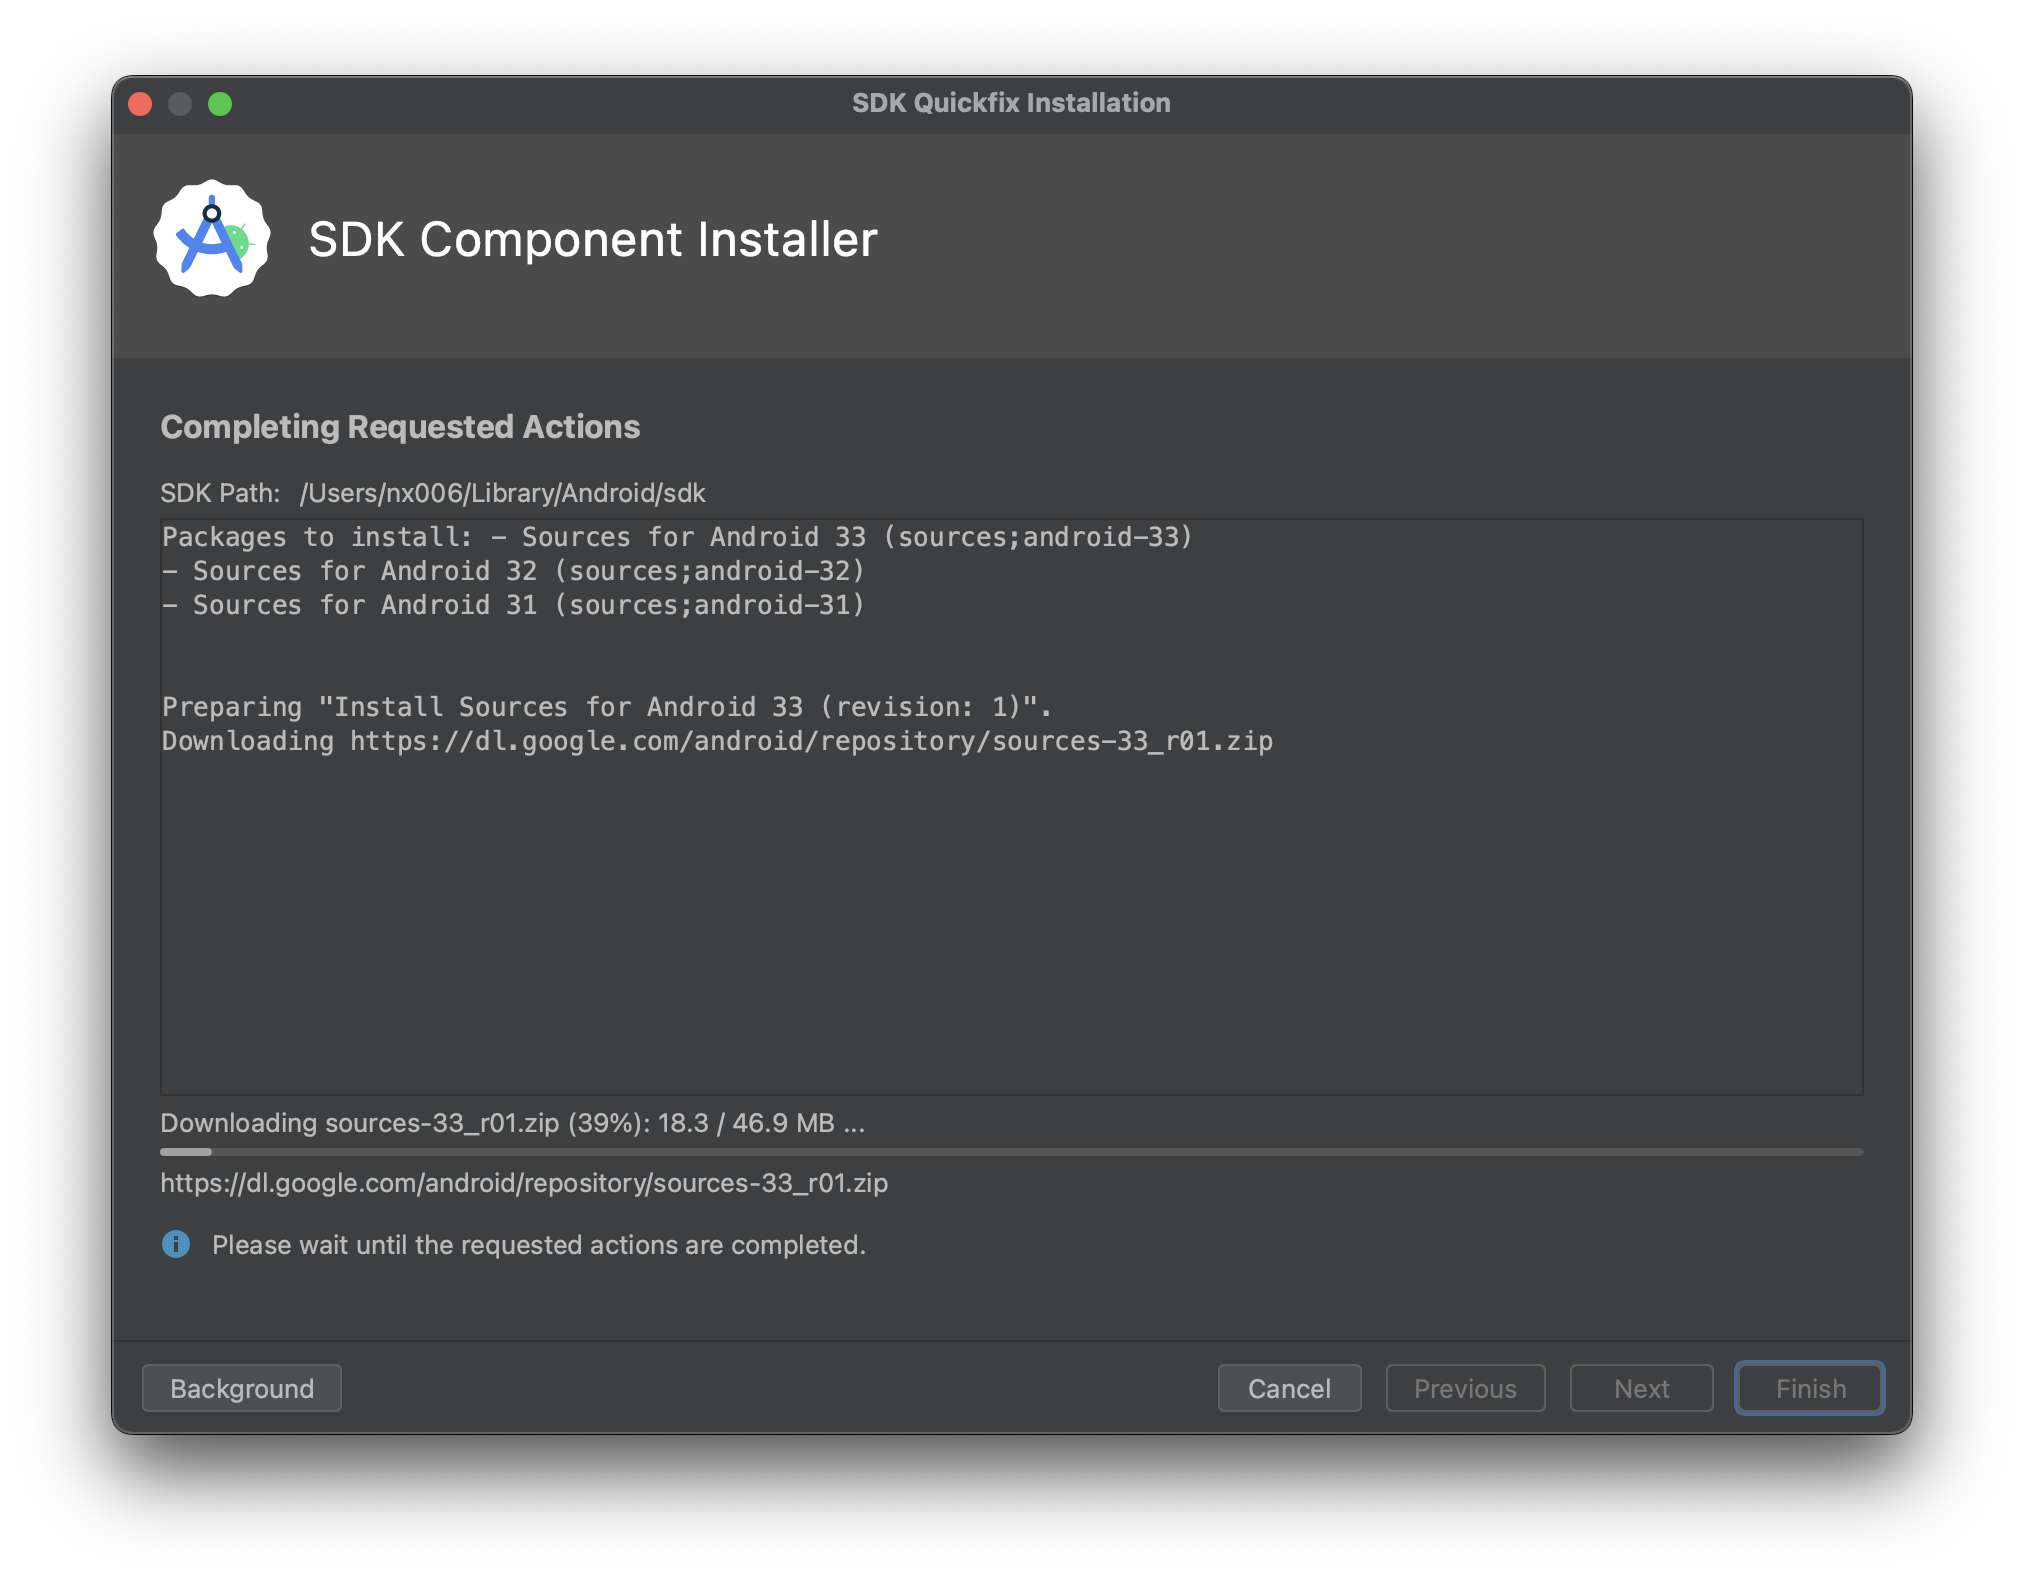 SDK Quickfix Installation
SDK Component Installer
Completing Requested Actions
SDK Path: /Users/nx006/Library/Android/sdk
Packages to install: - Sources for Android 33 (sources;android-33)
- Sources for Android 32 (sources;android-32)
- Sources for Android 31 (sources;android-31)
Preparing "Install Sources for Android 33 (revision: 1)".
Downloading https://dl.google.com/android/repository/sources-33_r01.zip
Downloading sources-33_r01.zip (39%): 18.3 / 46.9 MB ...
https://dl.google.com/android/repository/sources-33_r01.zip
Please wait until the requested actions are completed.
Background Cancel Previous Next Finish